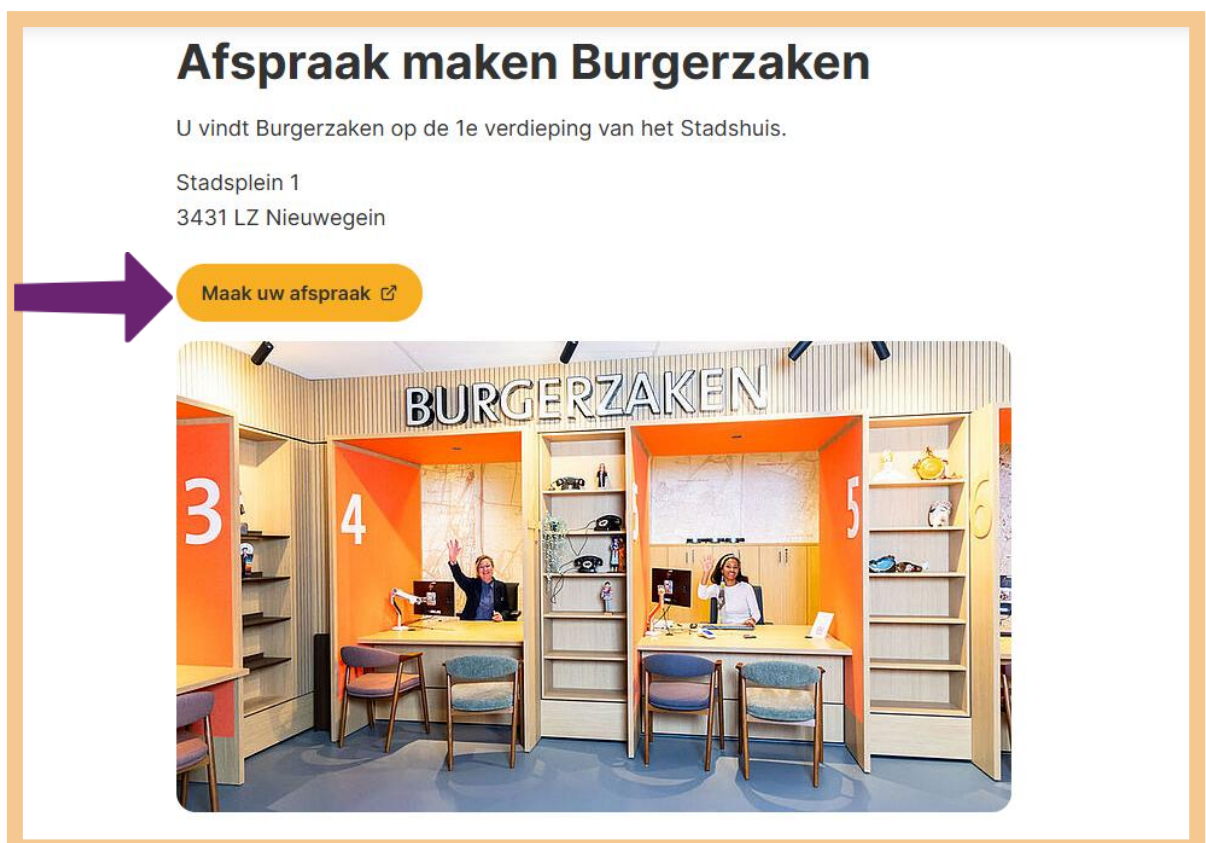 Afspraak maken Burgerzaken
U vindt Burgerzaken op de 1e verdieping van het Stadshuis.
Stadsplein 1
3431 LZ Nieuwegein
Maak uw afspraak
BURGERZAKEN
3
4
5
6